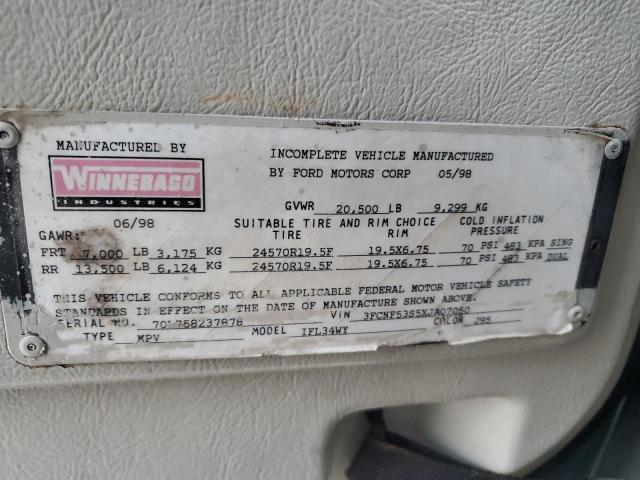 MANUFACTURED BY
WINNEBAGO
INDUSTRIES
06/98
INCOMPLETE VEHICLE MANUFACTURED
BY FORD MOTORS CORP 05/98
GVWR 20,500 LB 9,299 KG
SUITABLE TIRE AND RIM CHOICE COLD INFLATION
GAWR: TIRE RIM PRESSURE
FRT 7,000 LB 3,175 KG 24570R19.5F 19.5X6.75 70 PSI 483 KPA SING
RR 13,500 LB 6,124 KG 24570R19.5F 19.5X6.75 70 PSI 483 KPA DUAL
THIS VEHICLE CONFORMS TO ALL APPLICABLE FEDERAL MOTOR VEHICLE SAFETY
STANDARDS IN EFFECT ON THE DATE OF MANUFACTURE SHOWN ABOVE.
VIN 3FCNF53S5XJA07050
SERIAL NO. COLOR J95
TYPE MPV MODEL IFL34WY